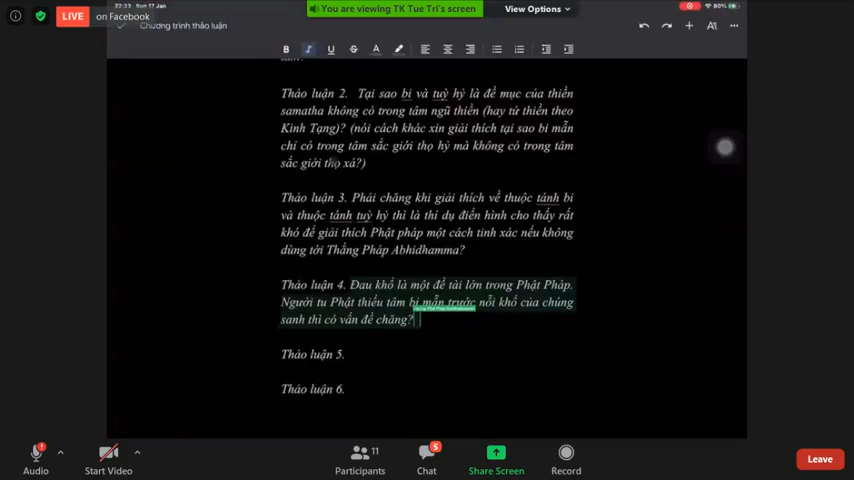 LIVE on Facebook
You are viewing TK Tue Tri's screen
View Options
22:23 Sun 17 Jan
80%
Chương trình thảo luận
B I U S A
Thảo luận 2. Tại sao bi và tuỳ hỷ là đề mục của thiền
samatha không có trong tâm ngũ thiền (hay tứ thiền theo
Kinh Tạng)? (nói cách khác xin giải thích tại sao bi mẫn
chỉ có trong tâm sắc giới thọ hỷ mà không có trong tâm
sắc giới thọ xả?)
Thảo luận 3. Phải chăng khi giải thích về thuộc tánh bi
và thuộc tánh tuỳ hỷ thì là thí dụ điển hình cho thấy rất
khó để giải thích Phật pháp một cách tinh xác nếu không
dùng tới Thắng Pháp Abhidhamma?
Thảo luận 4. Đau khổ là một đề tài lớn trong Phật Pháp.
Người tu Phật thiếu tâm bi mẫn trước nỗi khổ của chúng
sanh thì có vấn đề chăng?
Thảo luận 5.
Thảo luận 6.
Audio
Start Video
11
Participants
5
Chat
Share Screen
Record
Leave